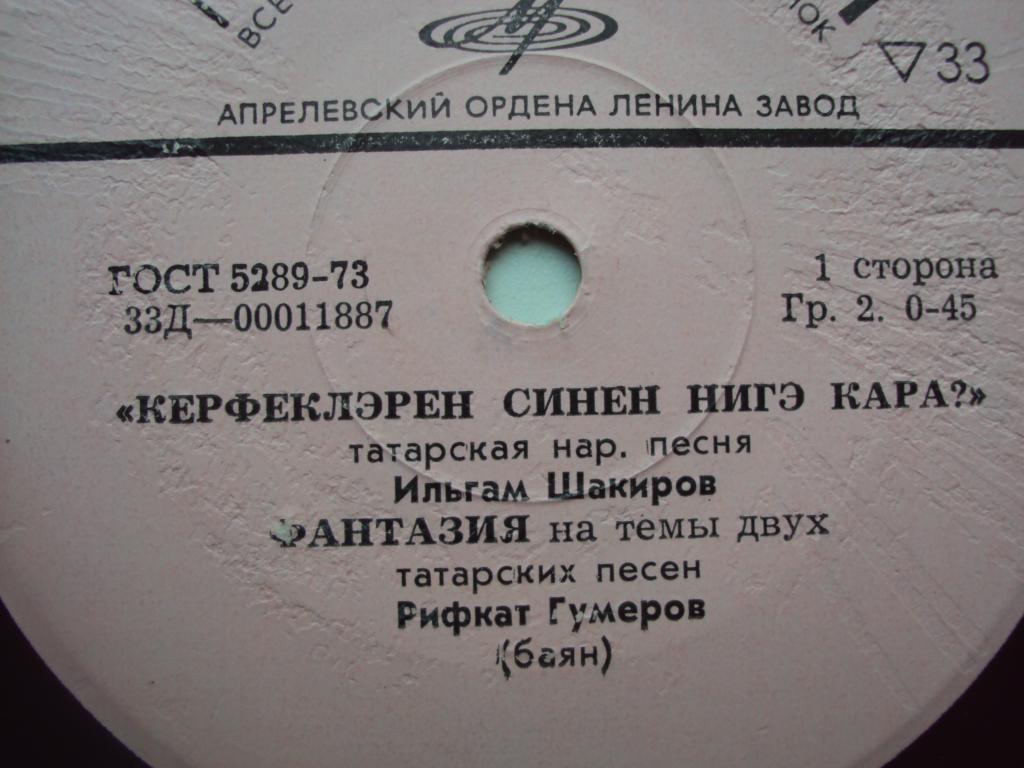 ▽33
АПРЕЛЕВСКИЙ ОРДЕНА ЛЕНИНА ЗАВОД
ГОСТ 5289-73
33Д—00011887
1 сторона
Гр. 2. 0-45
«КЕРФЕКЛЭРЕН СИНЕН НИГЭ КАРА?»
татарская нар. песня
Ильгам Шакиров
ФАНТАЗИЯ на темы двух
татарских песен
Рифкат Гумеров
(баян)